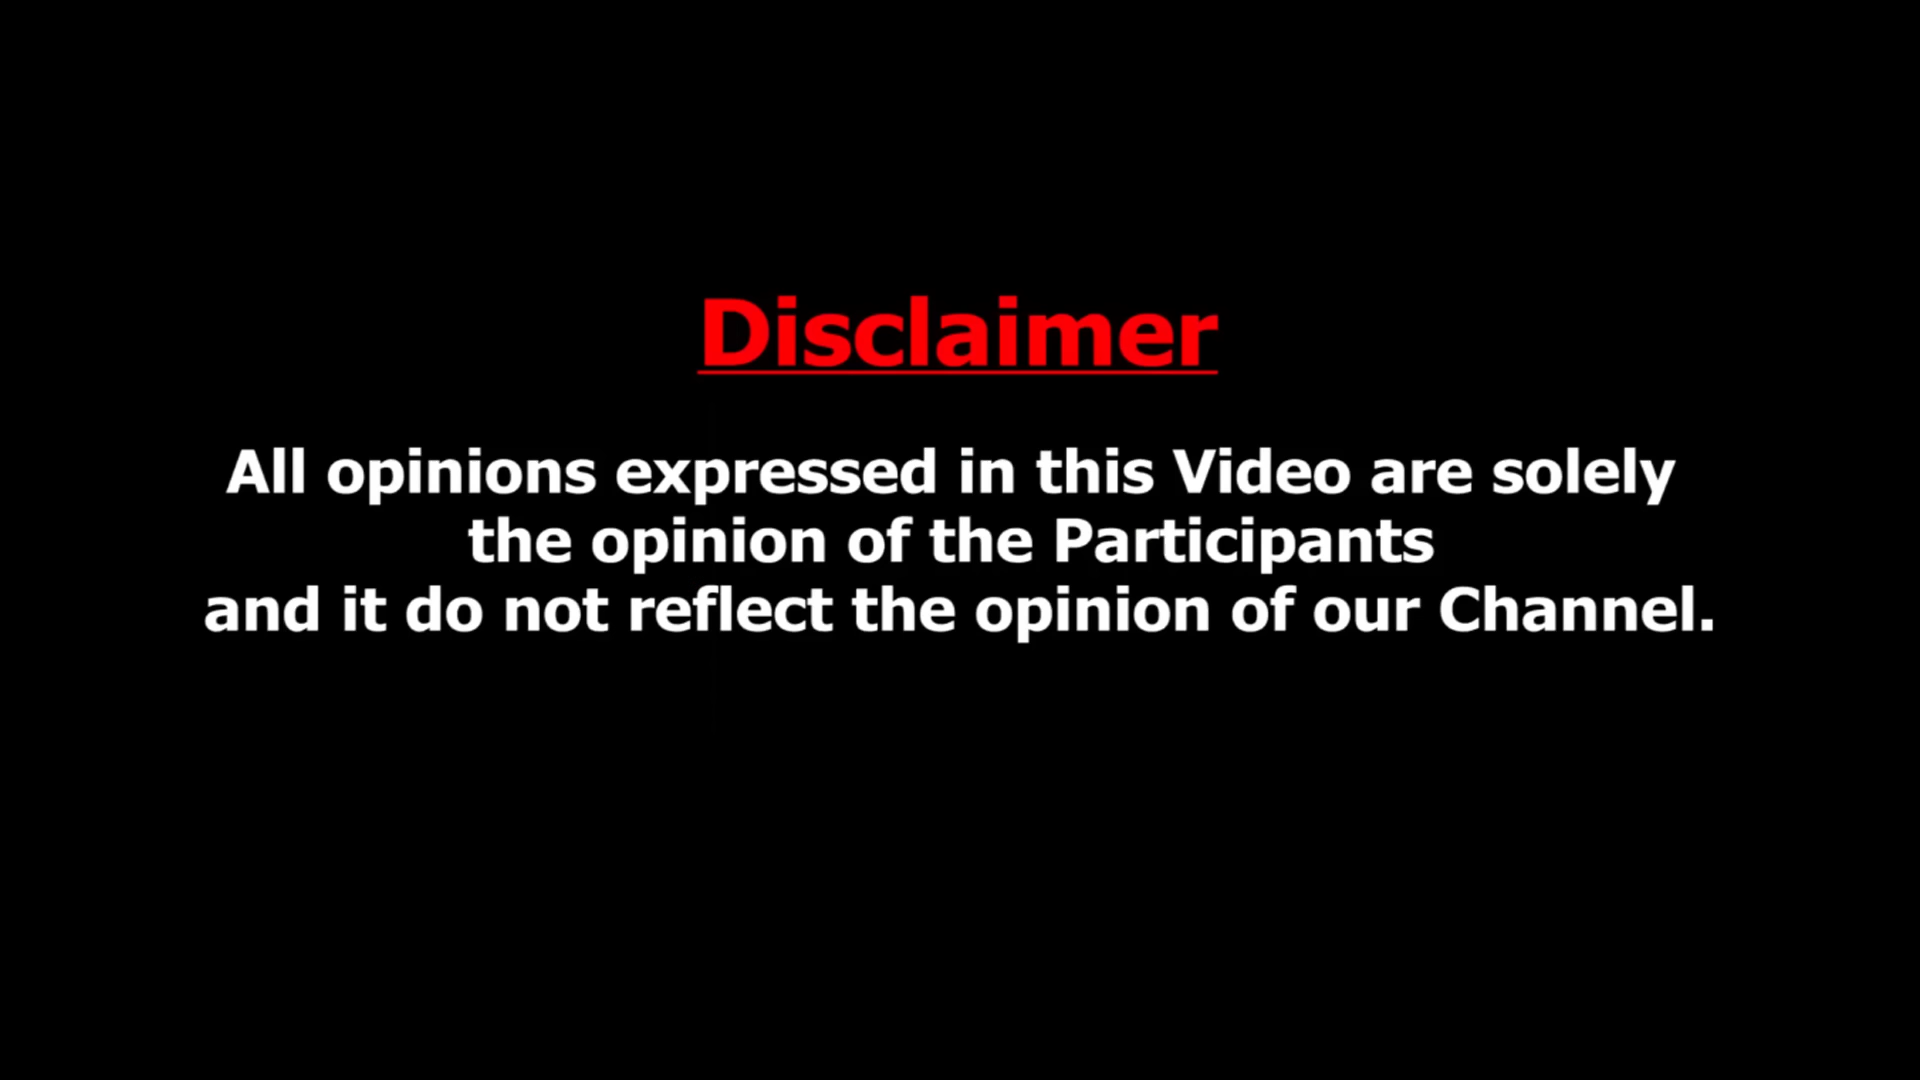 Disclaimer
All opinions expressed in this Video are solely
the opinion of the Participants
and it do not reflect the opinion of our Channel.